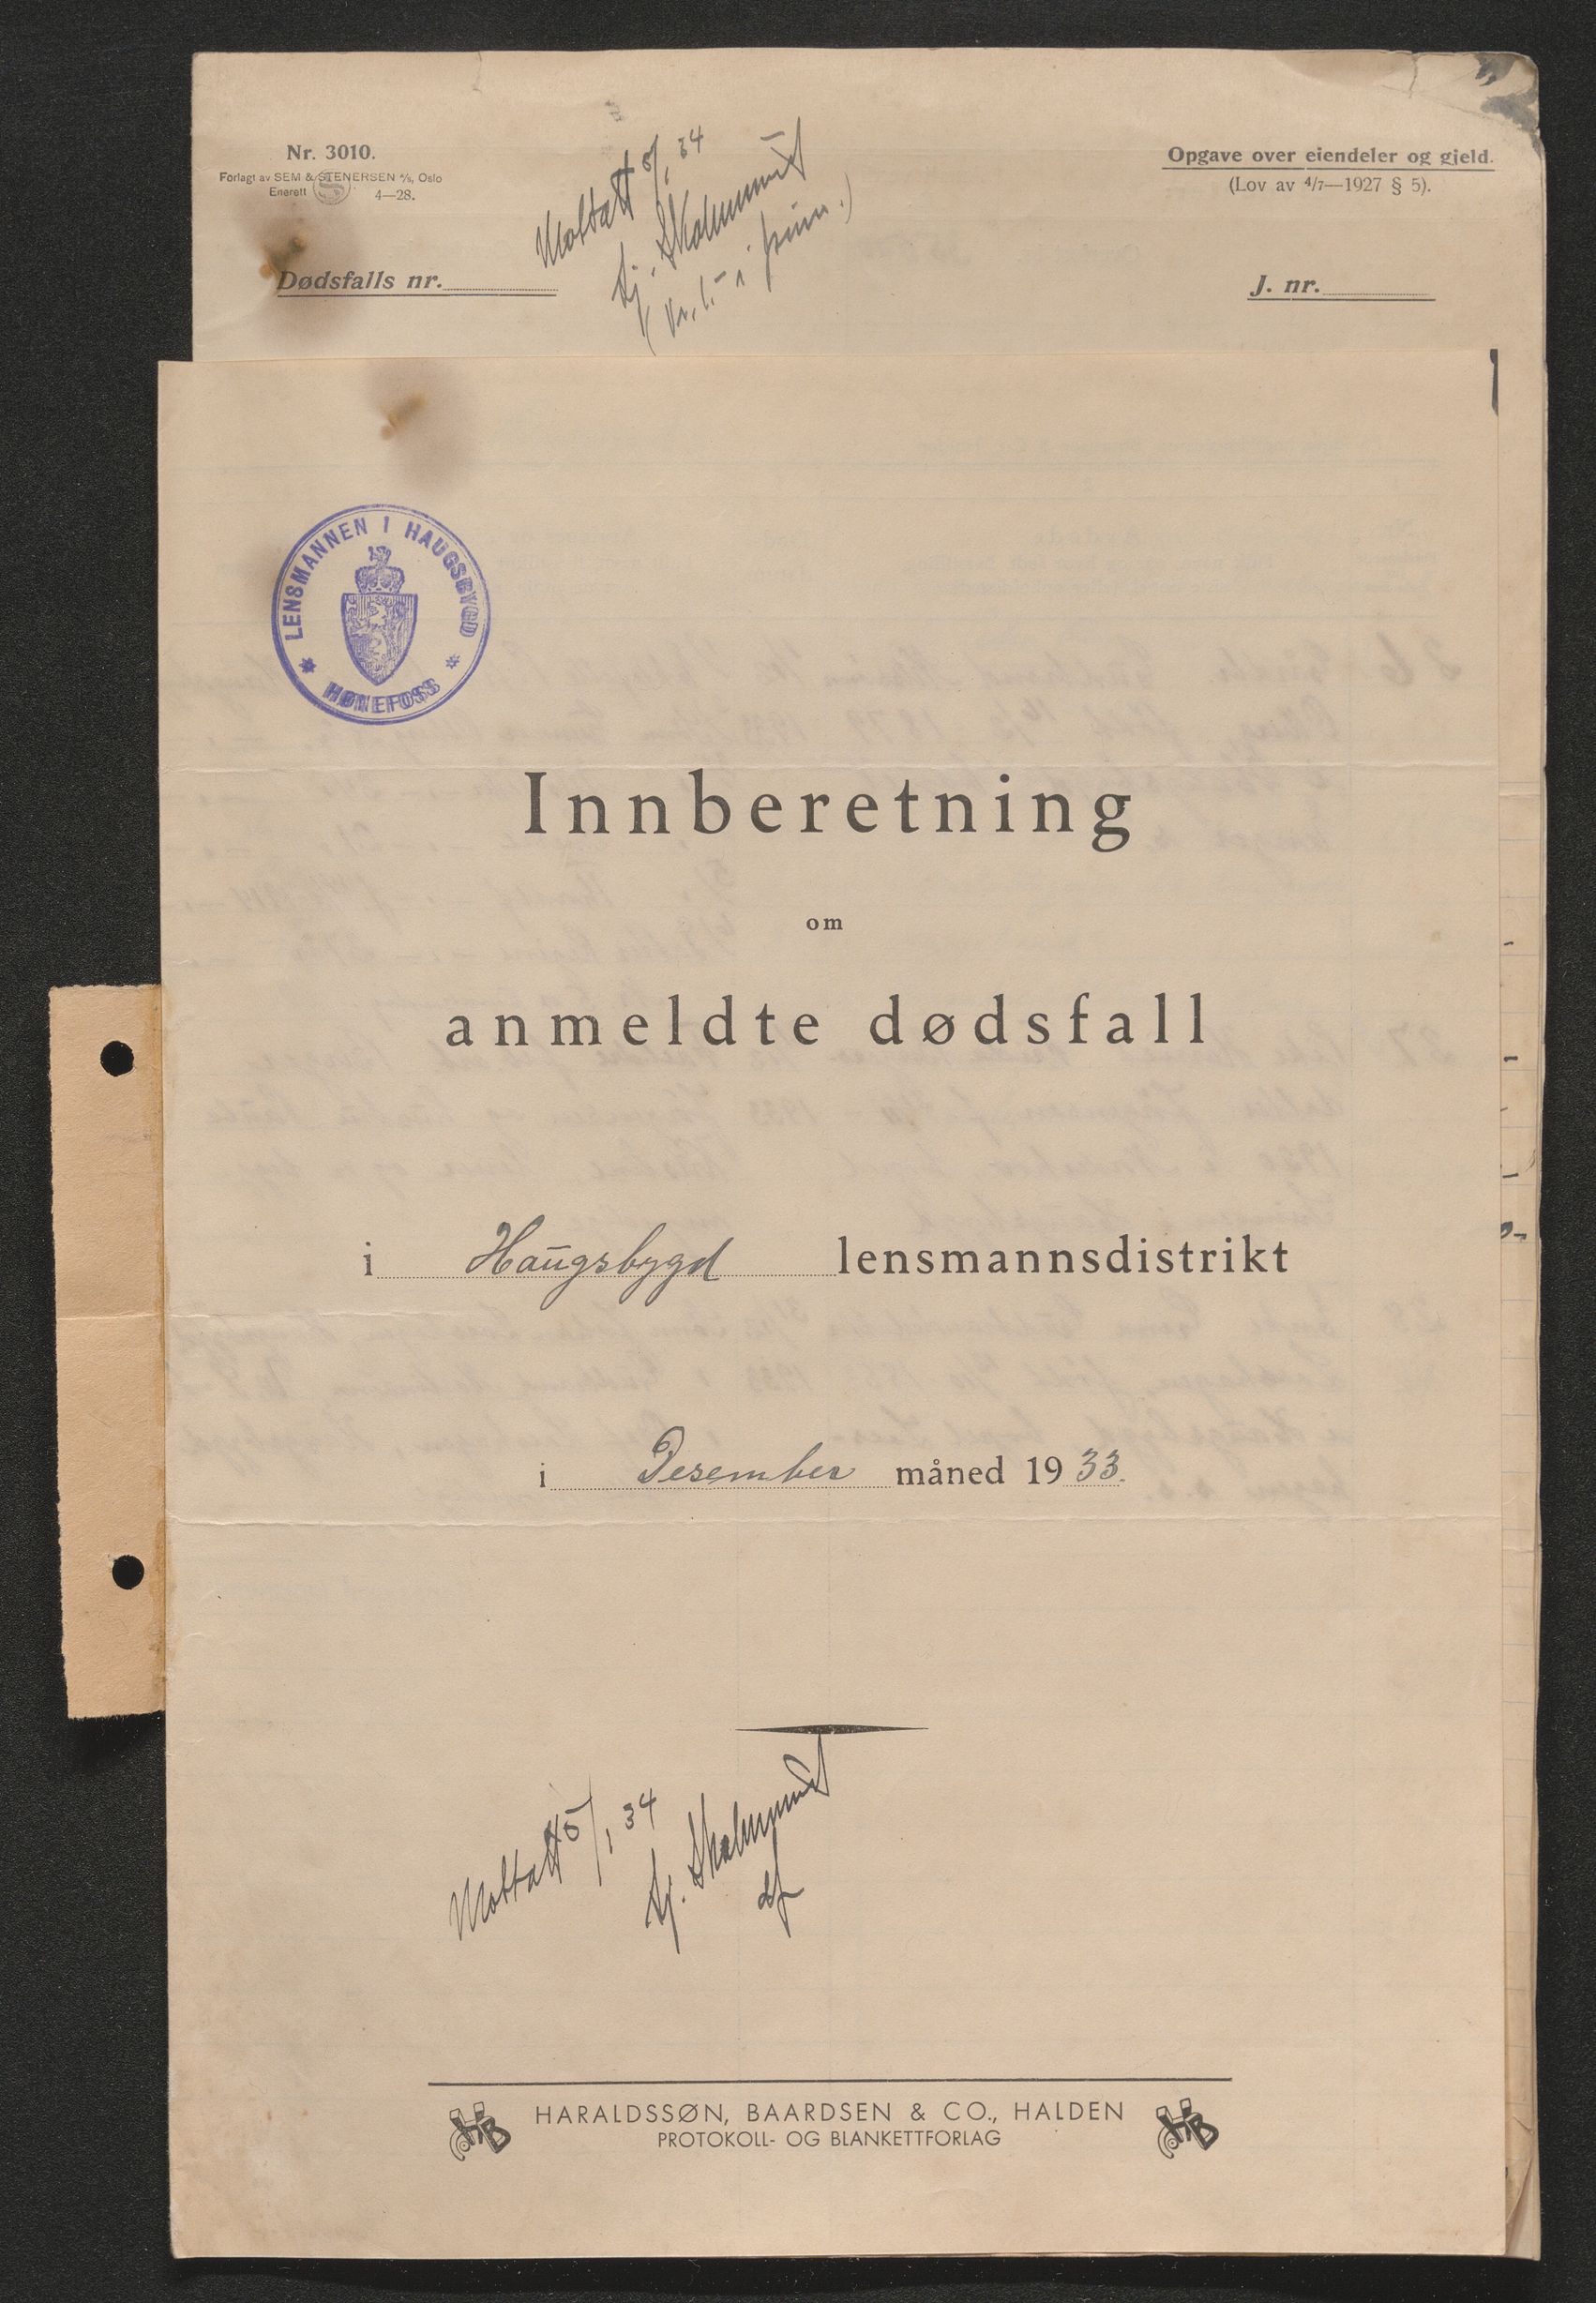 Nr. 3010.
Forlagt av SEM & STENERSEN A/S, Oslo
Enerett 4—28.
Mottatt 5/1 34
Opgave over eiendeler og gjeld.
(Lov av 4/7—1927 § 5).
Dødsfalls nr.
J. nr.
LENSMANNEN I HAUGSBYGD
HØNEFOSS
Innberetning
om
anmeldte dødsfall
i Haugsbygd lensmannsdistrikt
i Desember måned 1933.
Mottatt 5/1 34
HARALDSSØN, BAARDSEN & CO., HALDEN
PROTOKOLL- OG BLANKETTFORLAG